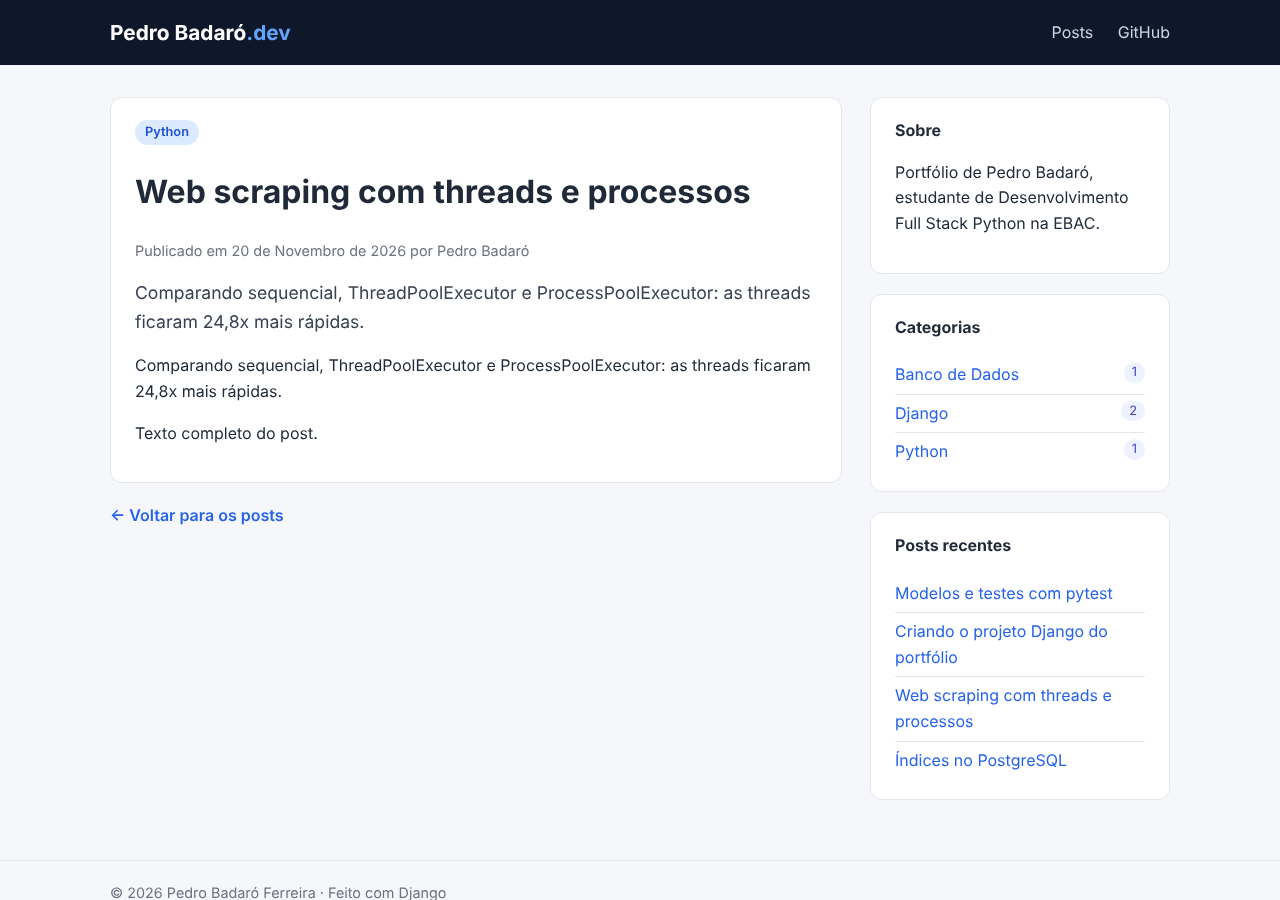 Pedro Badaró.dev
Posts
GitHub
Python
Web scraping com threads e processos
Publicado em 20 de Novembro de 2026 por Pedro Badaró
Comparando sequencial, ThreadPoolExecutor e ProcessPoolExecutor: as threads
ficaram 24,8x mais rápidas.
Comparando sequencial, ThreadPoolExecutor e ProcessPoolExecutor: as threads ficaram
24,8x mais rápidas.
Texto completo do post.
← Voltar para os posts
Sobre
Portfólio de Pedro Badaró,
estudante de Desenvolvimento
Full Stack Python na EBAC.
Categorias
Banco de Dados 1
Django 2
Python 1
Posts recentes
Modelos e testes com pytest
Criando o projeto Django do
portfólio
Web scraping com threads e
processos
Índices no PostgreSQL
© 2026 Pedro Badaró Ferreira · Feito com Django